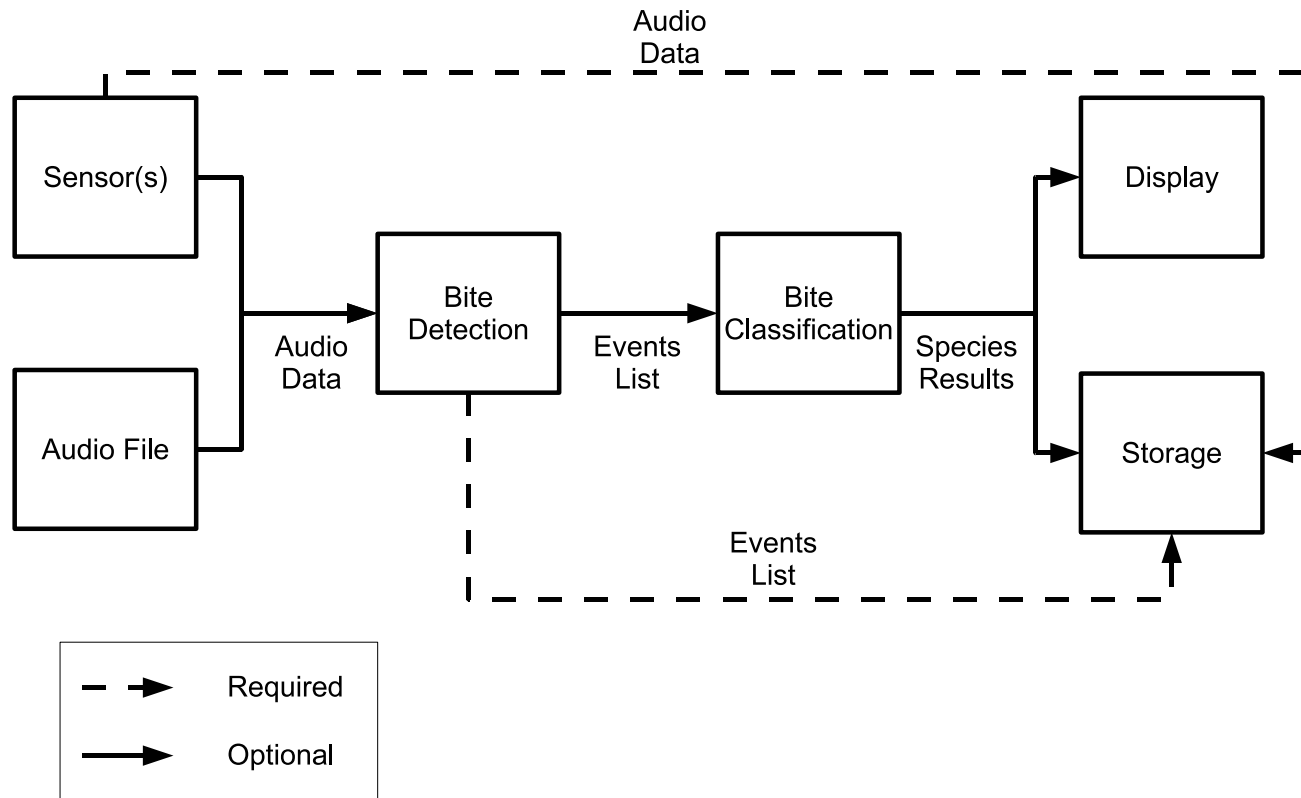 Audio
Data
Sensor(s)
Display
Bite
Detection
Bite
Classification
Audio
Data
Events
List
Species
Results
Audio File
Storage
Events
List
Required
Optional